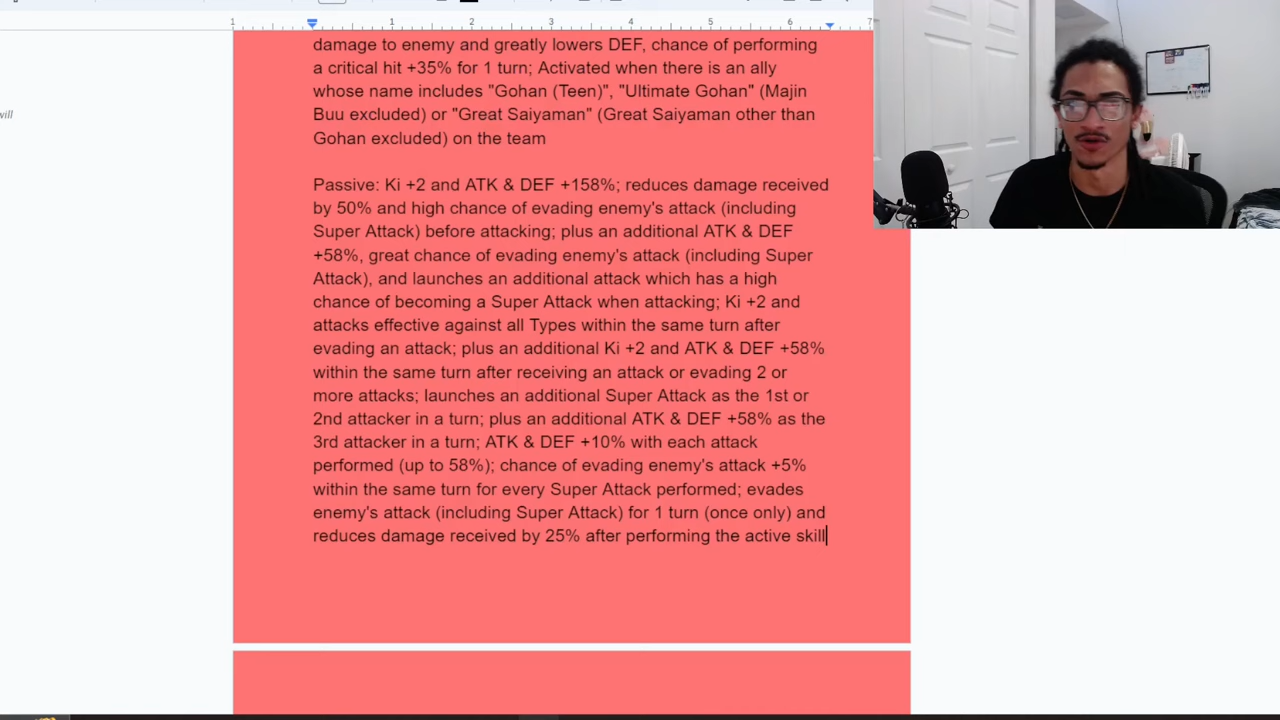 1 1 2 3 4 5 6 7
damage to enemy and greatly lowers DEF, chance of performing
a critical hit +35% for 1 turn; Activated when there is an ally
will
whose name includes "Gohan (Teen)", "Ultimate Gohan" (Majin
Buu excluded) or "Great Saiyaman" (Great Saiyaman other than
Gohan excluded) on the team
Passive: Ki +2 and ATK & DEF +158%; reduces damage received
by 50% and high chance of evading enemy's attack (including
Super Attack) before attacking; plus an additional ATK & DEF
+58%, great chance of evading enemy's attack (including Super
Attack), and launches an additional attack which has a high
chance of becoming a Super Attack when attacking; Ki +2 and
attacks effective against all Types within the same turn after
evading an attack; plus an additional Ki +2 and ATK & DEF +58%
within the same turn after receiving an attack or evading 2 or
more attacks; launches an additional Super Attack as the 1st or
2nd attacker in a turn; plus an additional ATK & DEF +58% as the
3rd attacker in a turn; ATK & DEF +10% with each attack
performed (up to 58%); chance of evading enemy's attack +5%
within the same turn for every Super Attack performed; evades
enemy's attack (including Super Attack) for 1 turn (once only) and
reduces damage received by 25% after performing the active skill